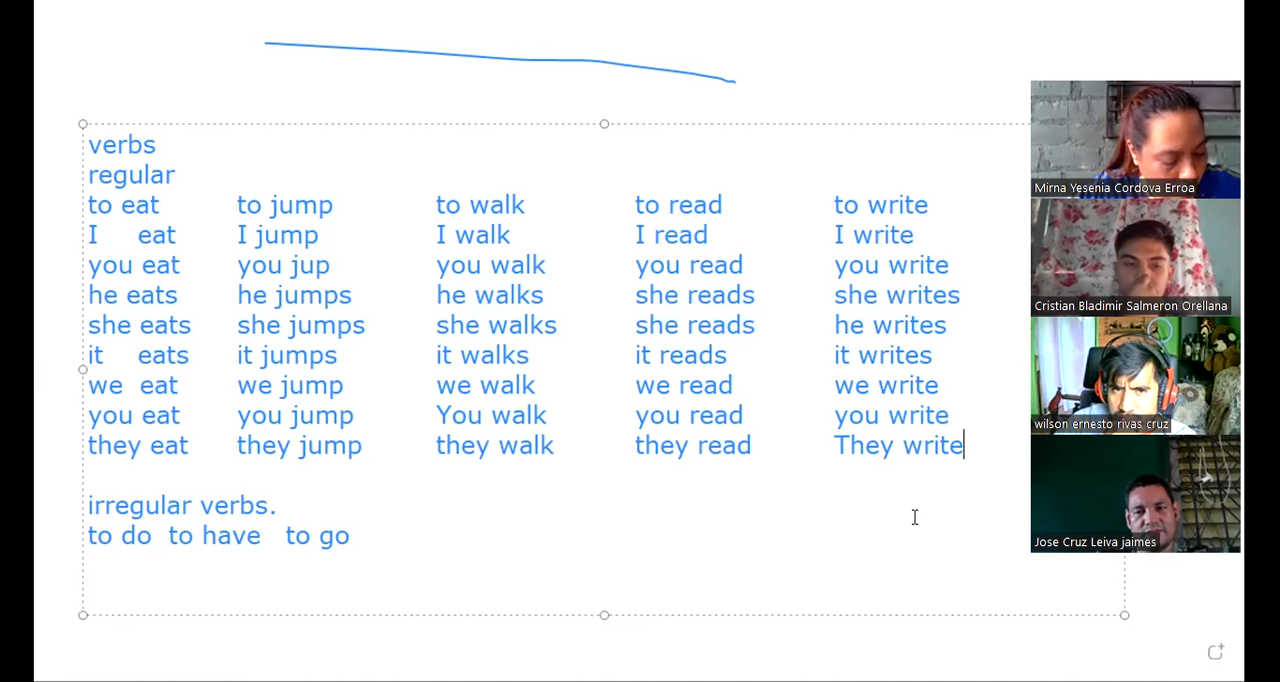 verbs
regular
to eat to jump to walk to read to write
I eat I jump I walk I read I write
you eat you jup you walk you read you write
he eats he jumps he walks she reads she writes
she eats she jumps she walks she reads he writes
it eats it jumps it walks it reads it writes
we eat we jump we walk we read we write
you eat you jump You walk you read you write
they eat they jump they walk they read They write
irregular verbs.
to do to have to go
Mirna Yesenia Cordova Erroa
Cristian Bladimir Salmeron Orellana
wilson ernesto rivas cruz
Jose Cruz Leiva jaimes